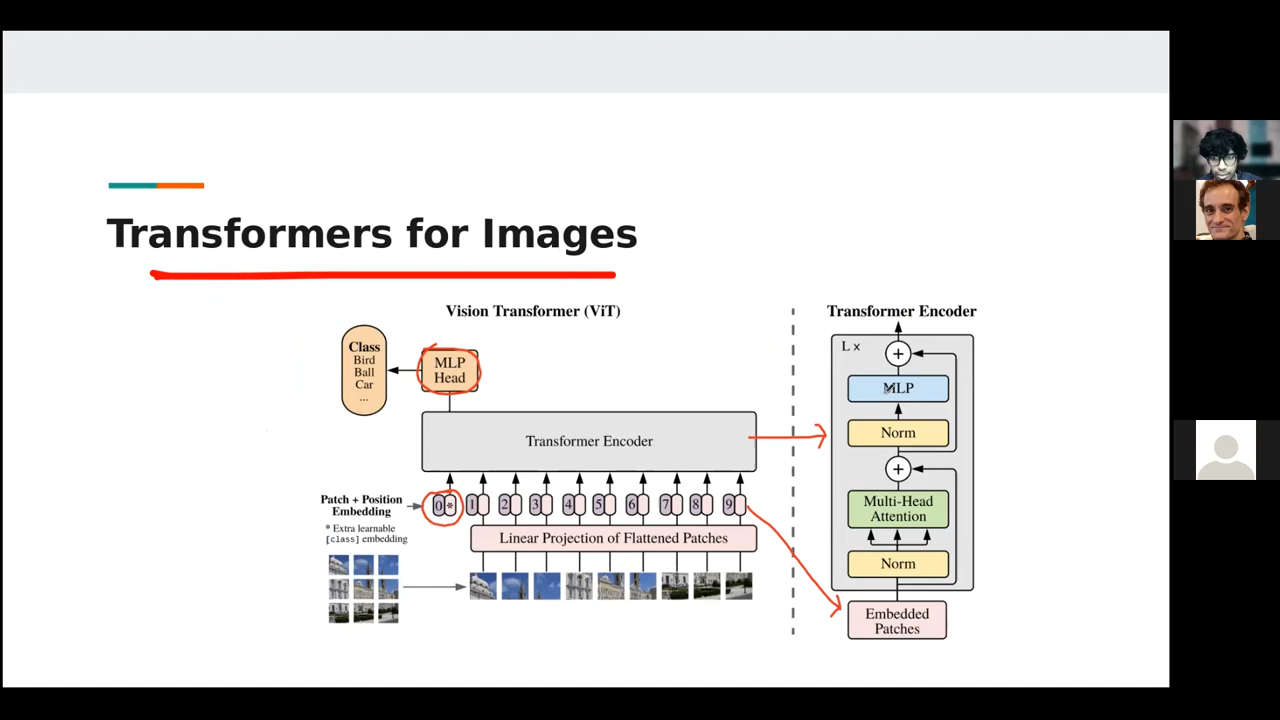 Transformers for Images
Vision Transformer (ViT)
Class
Bird
Ball
Car
...
MLP
Head
Transformer Encoder
Patch + Position
Embedding
* Extra learnable
[class] embedding
0 *
1
2
3
4
5
6
7
8
9
Linear Projection of Flattened Patches
Transformer Encoder
L x
+
MLP
Norm
+
Multi-Head
Attention
Norm
Embedded
Patches